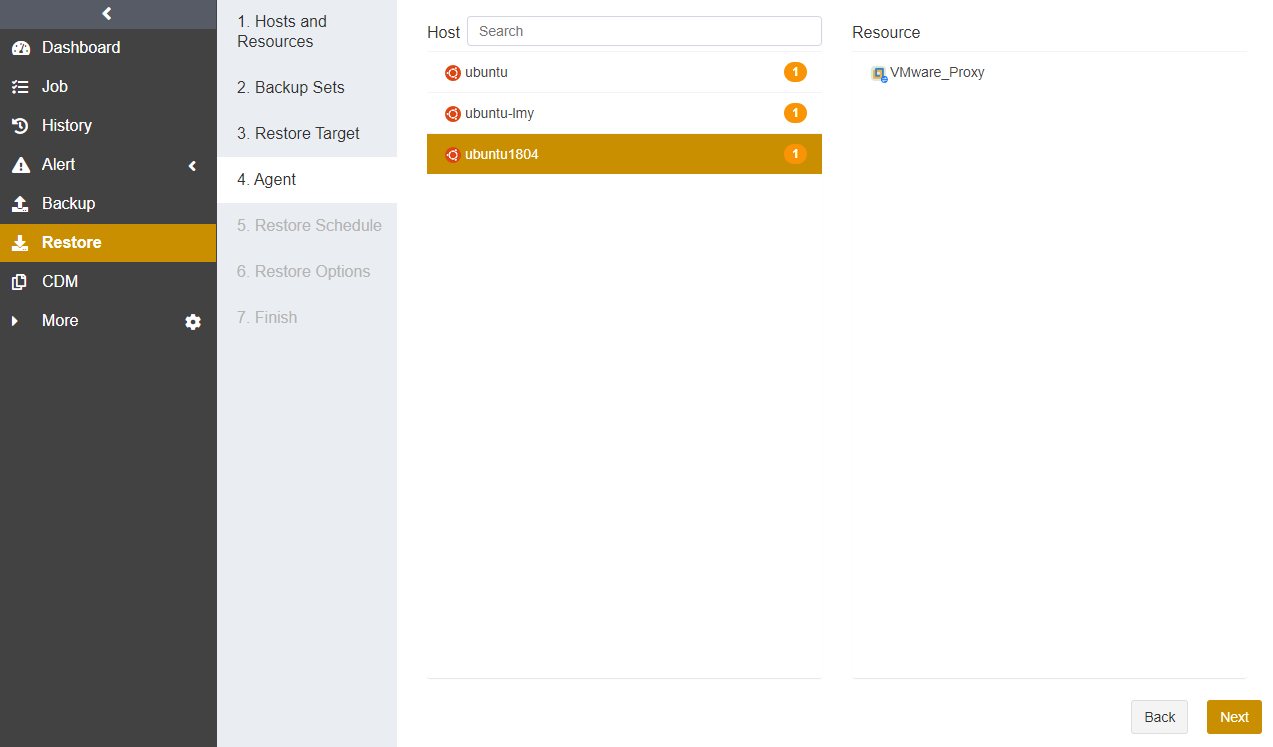 Dashboard
Job
History
Alert
Backup
Restore
CDM
More
1. Hosts and
Resources
2. Backup Sets
3. Restore Target
4. Agent
5. Restore Schedule
6. Restore Options
7. Finish
Host Search
ubuntu 1
ubuntu-lmy 1
ubuntu1804 1
Resource
VMware_Proxy
Back Next